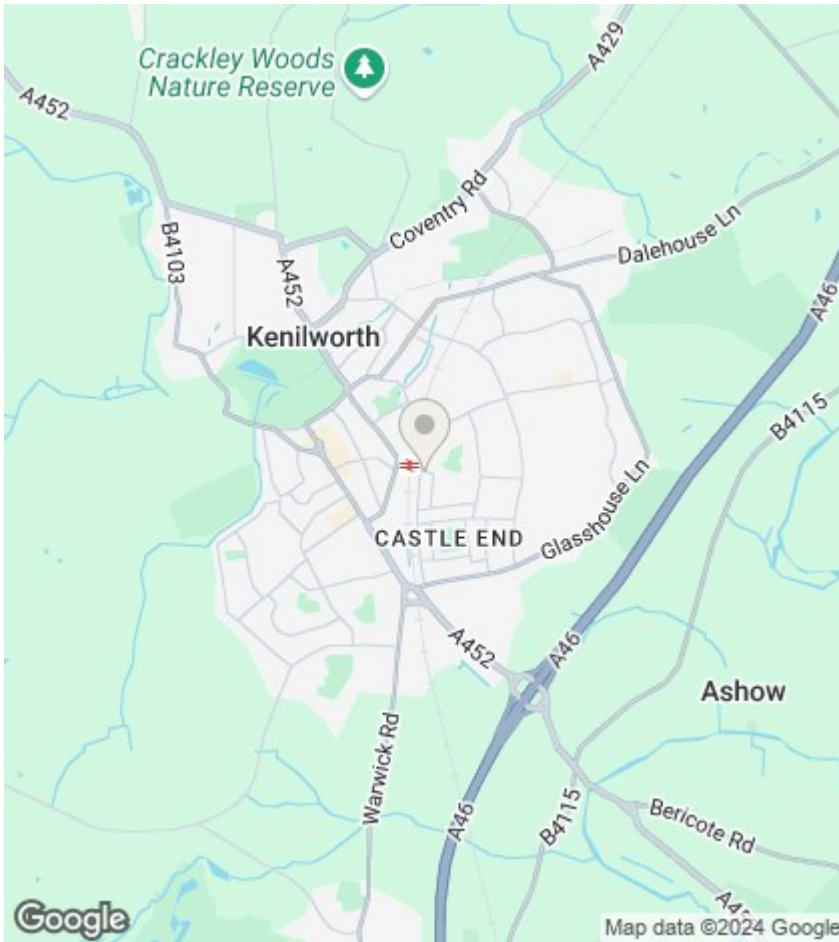 Crackley Woods
Nature Reserve
A429
A452
Coventry Rd
B4103
A452
Dalehouse Ln
A46
Kenilworth
B4115
CASTLE END
Glasshouse Ln
A452
A46
Ashow
Warwick Rd
A46
B4115
Bericote Rd
Google
Map data ©2024 Google